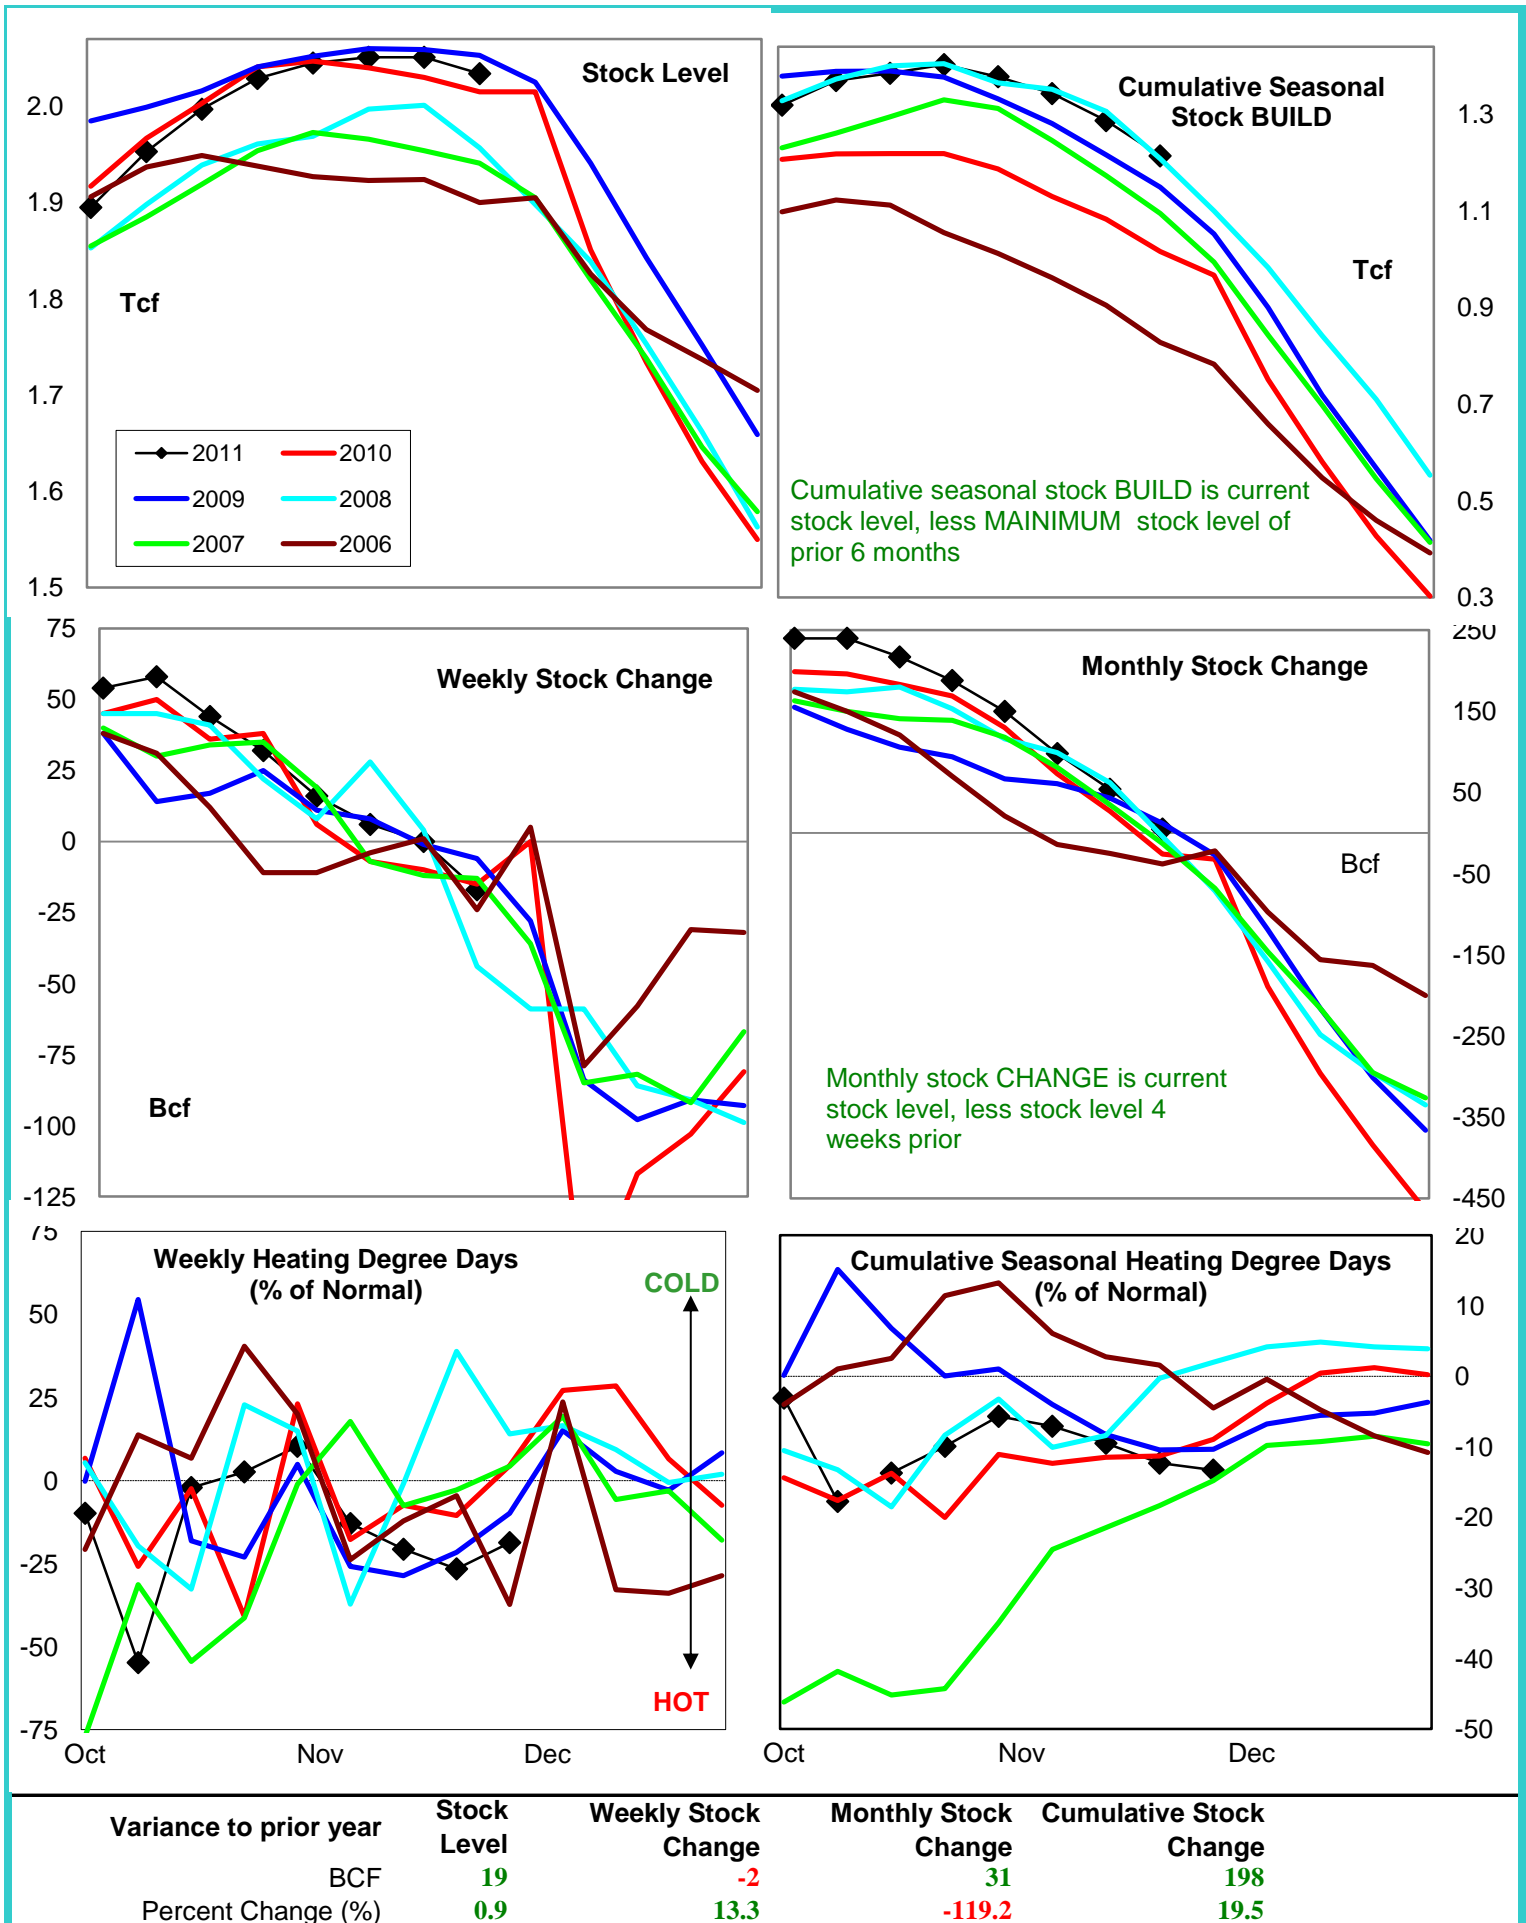 Stock Level
2.0
1.9
1.8
1.7
1.6
1.5
Tcf
2011
2010
2009
2008
2007
2006
Cumulative Seasonal
Stock BUILD
1.3
1.1
0.9
0.7
0.5
0.3
Tcf
Cumulative seasonal stock BUILD is current
stock level, less MAINIMUM stock level of
prior 6 months
Weekly Stock Change
75
50
25
0
-25
-50
-75
-100
-125
Bcf
Monthly Stock Change
250
150
50
-50
-150
-250
-350
-450
Bcf
Monthly stock CHANGE is current
stock level, less stock level 4
weeks prior
Weekly Heating Degree Days
(% of Normal)
75
50
25
0
-25
-50
-75
COLD
HOT
Oct
Nov
Dec
Cumulative Seasonal Heating Degree Days
(% of Normal)
20
10
0
-10
-20
-30
-40
-50
Oct
Nov
Dec
Variance to prior year
Stock
Level
Weekly Stock
Change
Monthly Stock
Change
Cumulative Stock
Change
BCF 19 -2 31 198
Percent Change (%) 0.9 13.3 -119.2 19.5